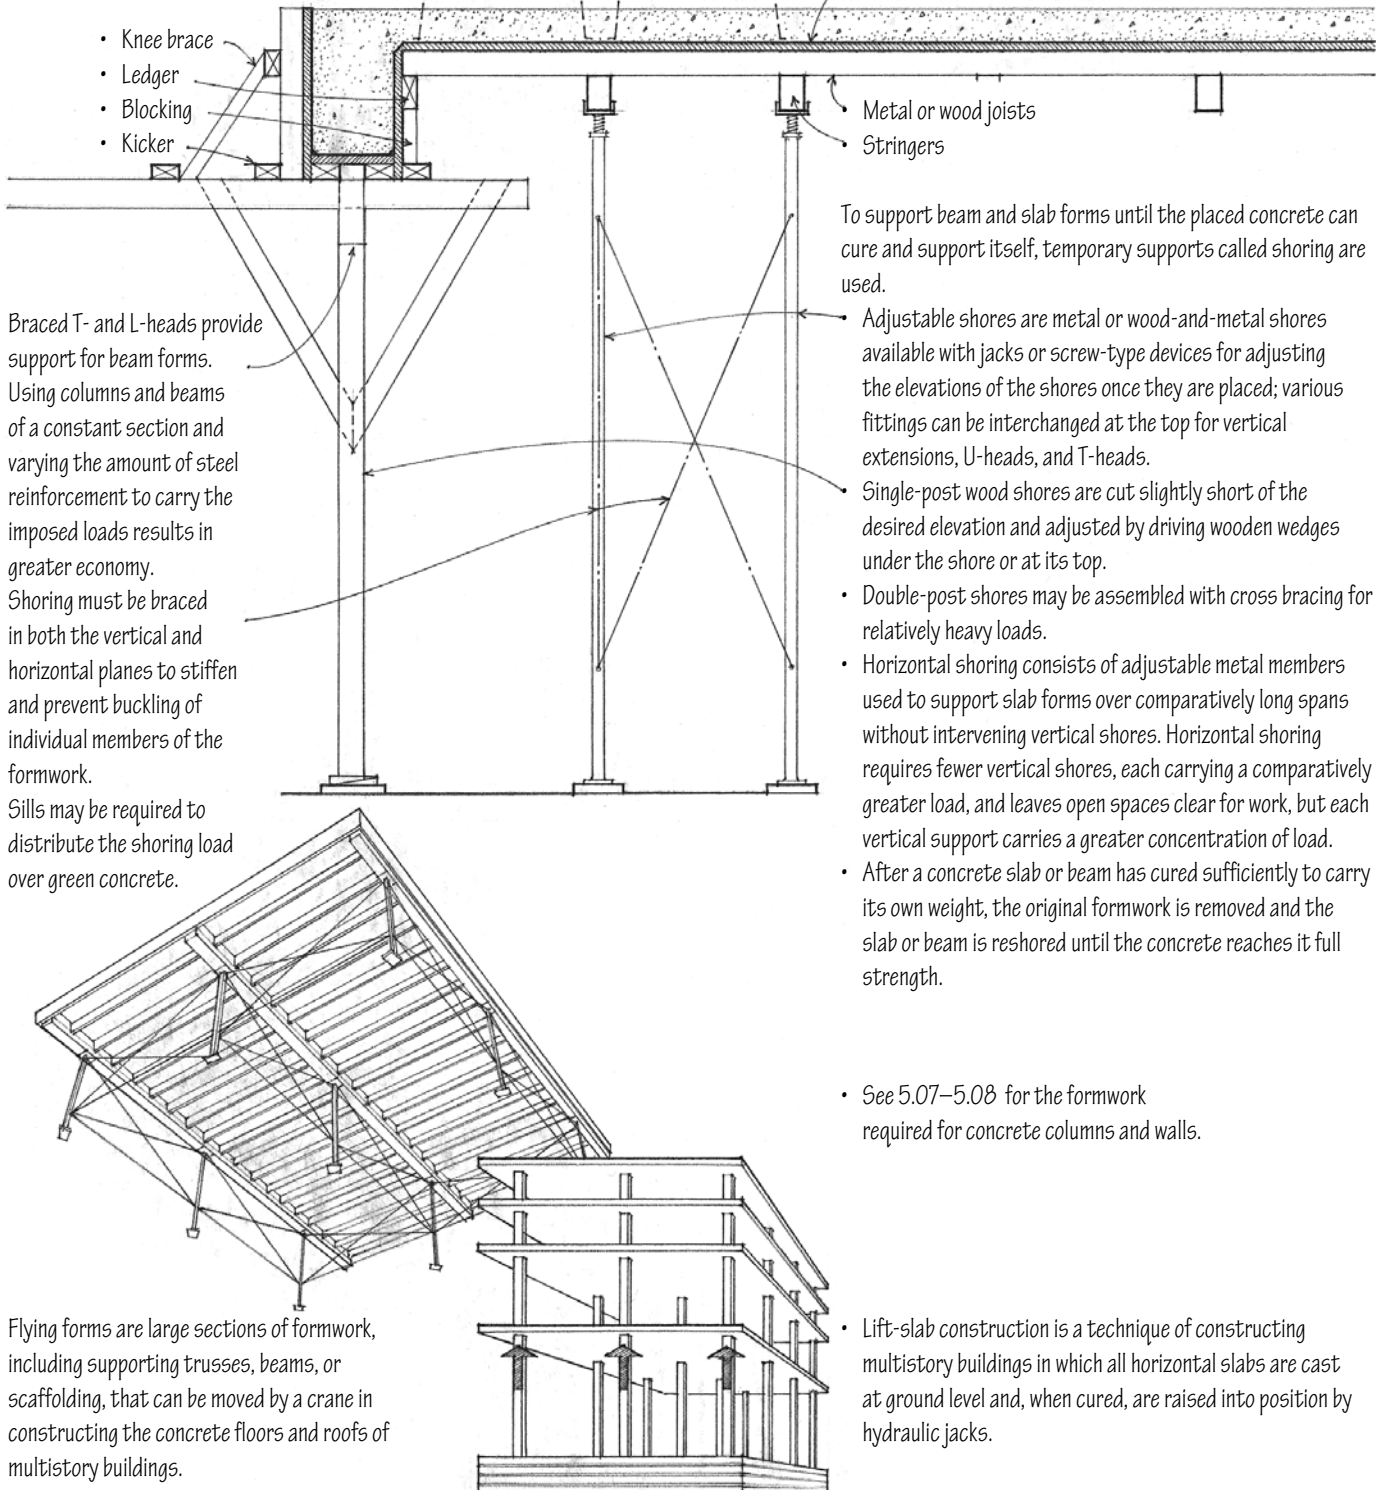 • Knee brace
• Ledger
• Blocking
• Kicker
• Metal or wood joists
• Stringers
To support beam and slab forms until the placed concrete can
cure and support itself, temporary supports called shoring are
used.
• Adjustable shores are metal or wood-and-metal shores
available with jacks or screw-type devices for adjusting
the elevations of the shores once they are placed; various
fittings can be interchanged at the top for vertical
extensions, U-heads, and T-heads.
• Single-post wood shores are cut slightly short of the
desired elevation and adjusted by driving wooden wedges
under the shore or at its top.
• Double-post shores may be assembled with cross bracing for
relatively heavy loads.
• Horizontal shoring consists of adjustable metal members
used to support slab forms over comparatively long spans
without intervening vertical shores. Horizontal shoring
requires fewer vertical shores, each carrying a comparatively
greater load, and leaves open spaces clear for work, but each
vertical support carries a greater concentration of load.
• After a concrete slab or beam has cured sufficiently to carry
its own weight, the original formwork is removed and the
slab or beam is reshored until the concrete reaches it full
strength.
Braced T- and L-heads provide
support for beam forms.
Using columns and beams
of a constant section and
varying the amount of steel
reinforcement to carry the
imposed loads results in
greater economy.
Shoring must be braced
in both the vertical and
horizontal planes to stiffen
and prevent buckling of
individual members of the
formwork.
Sills may be required to
distribute the shoring load
over green concrete.
• See 5.07–5.08 for the formwork
required for concrete columns and walls.
Flying forms are large sections of formwork,
including supporting trusses, beams, or
scaffolding, that can be moved by a crane in
constructing the concrete floors and roofs of
multistory buildings.
• Lift-slab construction is a technique of constructing
multistory buildings in which all horizontal slabs are cast
at ground level and, when cured, are raised into position by
hydraulic jacks.